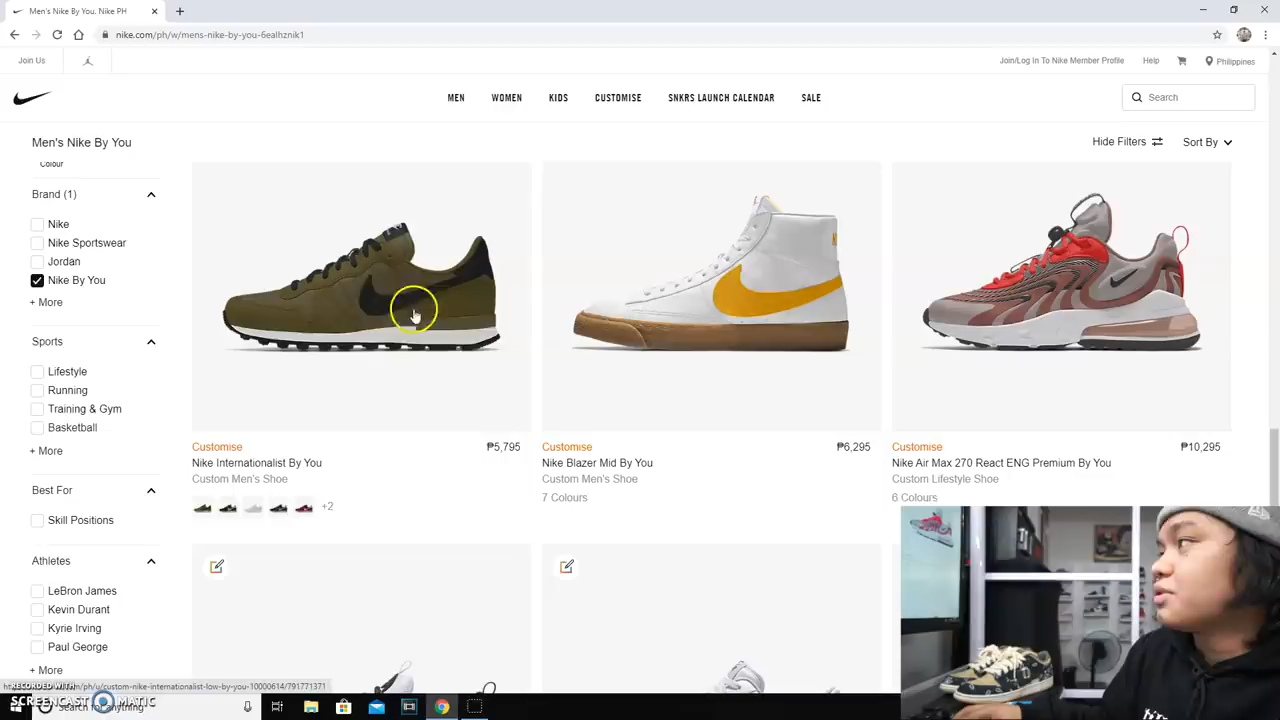 Men's Nike By You. Nike PH
nike.com/ph/w/mens-nike-by-you-6ealhznik1
Join Us
Join/Log In To Nike Member Profile
Help
Philippines
MEN
WOMEN
KIDS
CUSTOMISE
SNKRS LAUNCH CALENDAR
SALE
Search
Men's Nike By You
Hide Filters
Sort By
Colour
Brand (1)
Nike
Nike Sportswear
Jordan
Nike By You
+ More
Sports
Lifestyle
Running
Training & Gym
Basketball
+ More
Best For
Skill Positions
Athletes
LeBron James
Kevin Durant
Kyrie Irving
Paul George
+ More
Customise ₱5,795
Nike Internationalist By You
Custom Men's Shoe
+2
Customise ₱6,295
Nike Blazer Mid By You
Custom Men's Shoe
7 Colours
Customise ₱10,295
Nike Air Max 270 React ENG Premium By You
Custom Lifestyle Shoe
6 Colours
RECORDED WITH
SCREENCAST MATIC